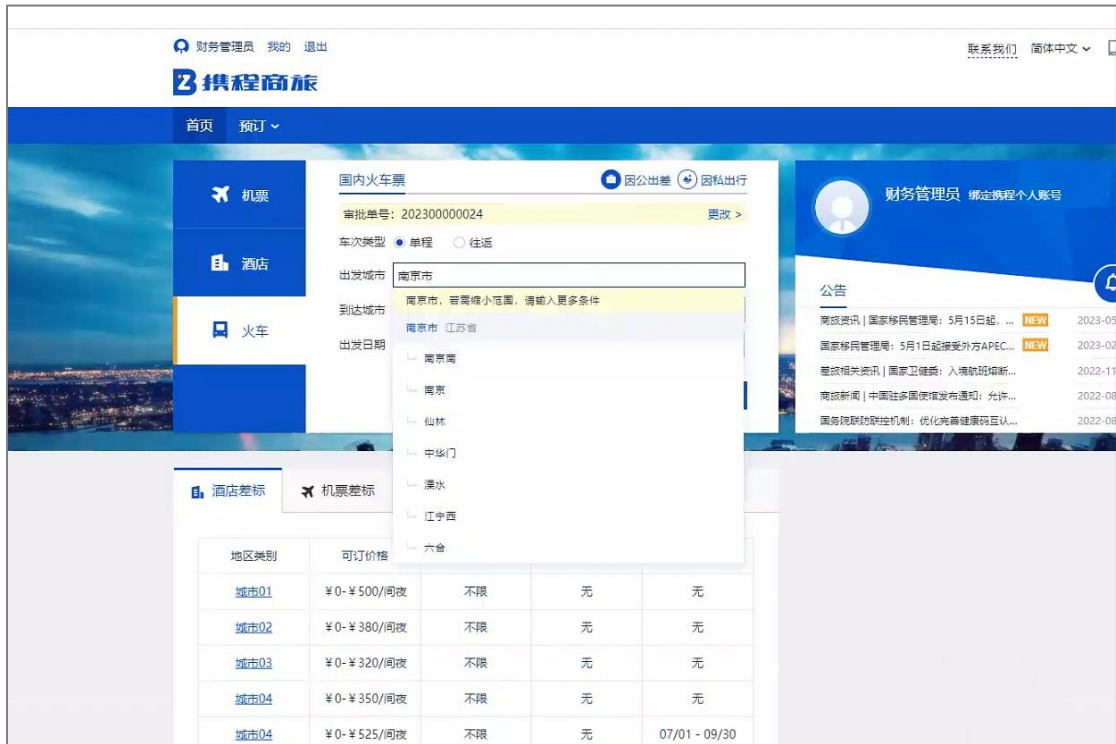 财务管理员 我的 退出
联系我们 简体中文
携程商旅
首页 预订
机票
酒店
火车
国内火车票 因公出差 因私出行
审批单号：202300000024 更改 >
车次类型 单程 往返
出发城市 南京市
南京市，若需缩小范围，请输入更多条件
到达城市
南京市 江苏省
出发日期
南京南
南京
仙林
中华门
溧水
江宁西
六合
财务管理员 绑定携程个人账号
公告
商旅资讯 | 国家移民管理局：5月15日起，... NEW 2023-05
国家移民管理局：5月1日起接受外方APEC... NEW 2023-02
差旅相关资讯 | 国家卫健委：入境航班熔断... 2022-11
商旅新闻 | 中国驻多国使馆发布通知：允许... 2022-08
国务院联防联控机制：优化完善健康码互认... 2022-08
酒店差标 机票差标
地区类别 可订价格
城市01 ¥0-¥500/间夜 不限 无 无
城市02 ¥0-¥380/间夜 不限 无 无
城市03 ¥0-¥320/间夜 不限 无 无
城市04 ¥0-¥350/间夜 不限 无 无
城市04 ¥0-¥525/间夜 不限 无 07/01 - 09/30